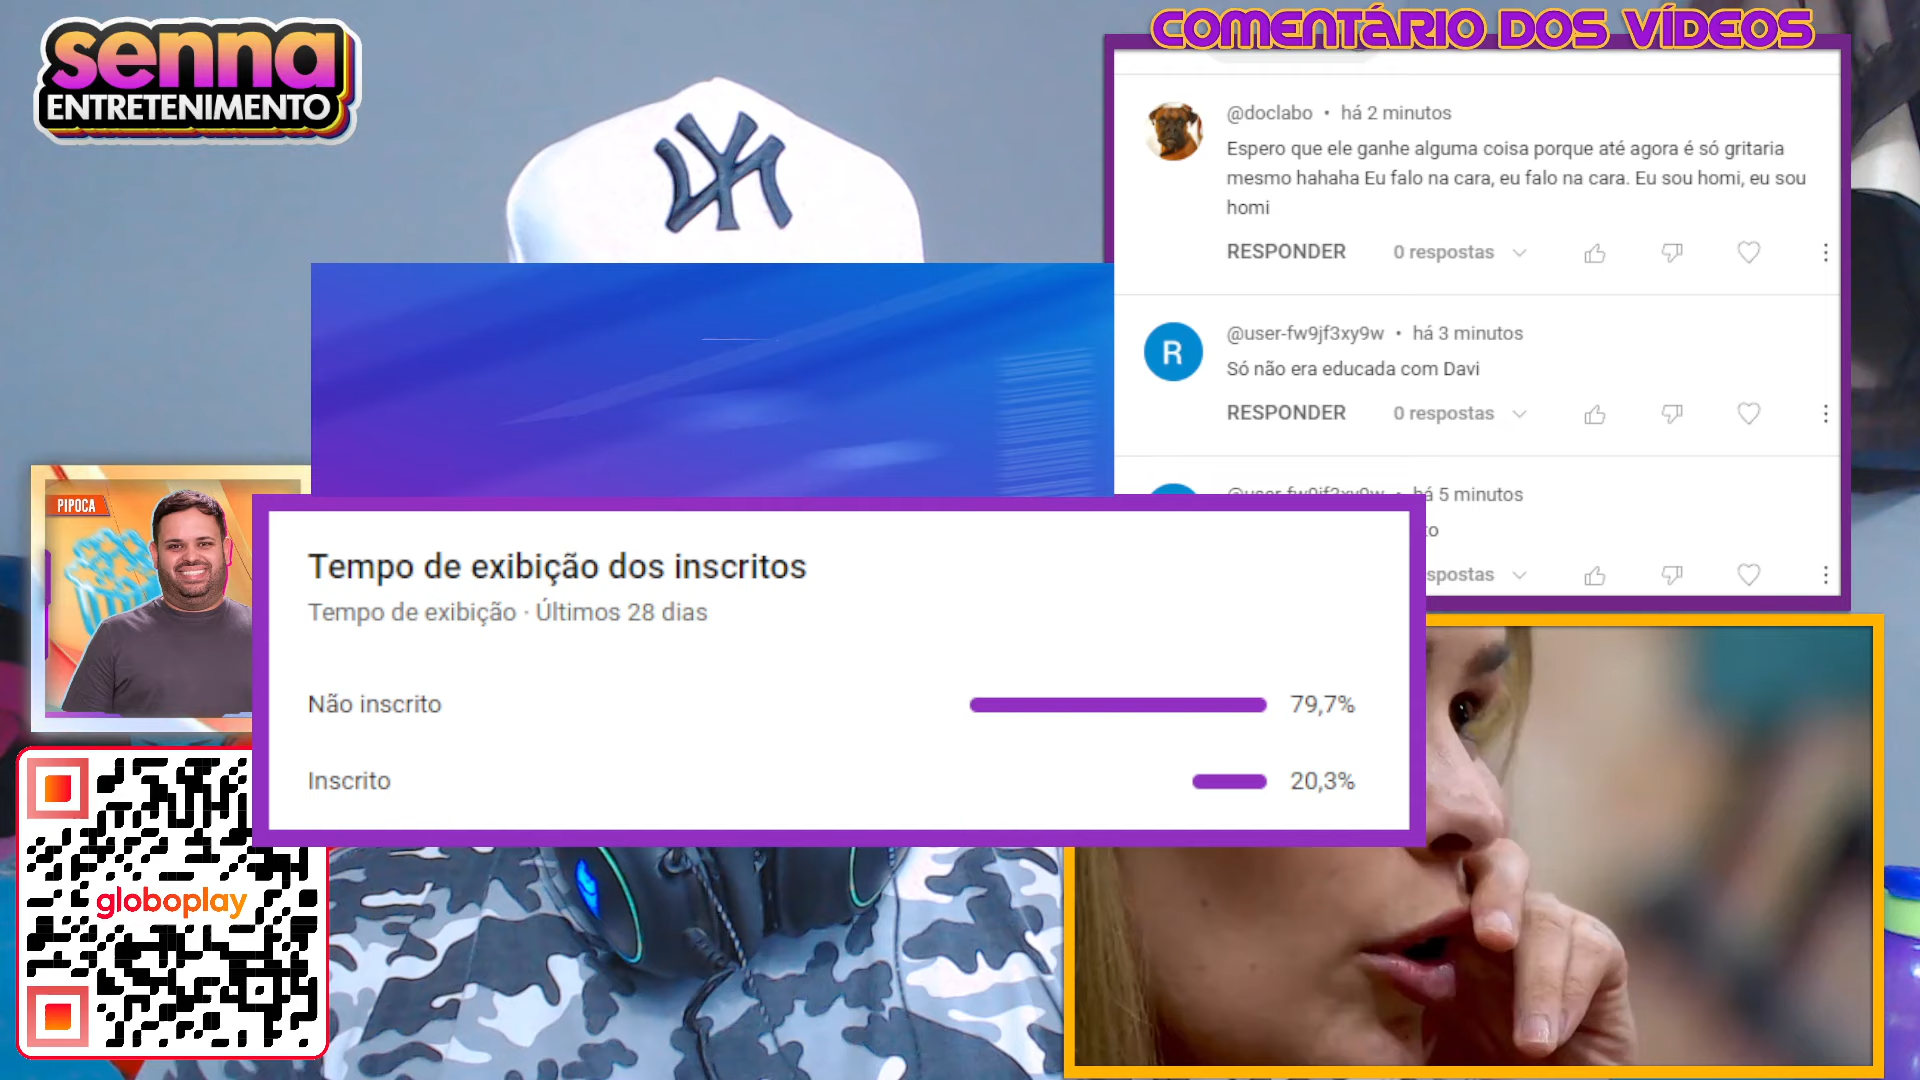 senna
ENTRETENIMENTO
COMENTÁRIO DOS VÍDEOS
@doclabo • há 2 minutos
Espero que ele ganhe alguma coisa porque até agora é só gritaria
mesmo hahaha Eu falo na cara, eu falo na cara. Eu sou homi, eu sou
homi
RESPONDER 0 respostas
R
@user-fw9jf3xy9w • há 3 minutos
Só não era educada com Davi
RESPONDER 0 respostas
@user-fw9jf3xy9w • há 5 minutos
to
spostas
NY
PIPOCA
Tempo de exibição dos inscritos
Tempo de exibição · Últimos 28 dias
Não inscrito 79,7%
Inscrito 20,3%
globoplay